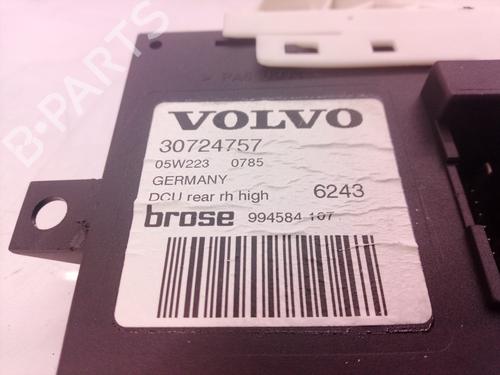 B-PARTS
VOLVO
30724757
05W223 0785
GERMANY
DCU rear rh high 6243
brose 994584 107